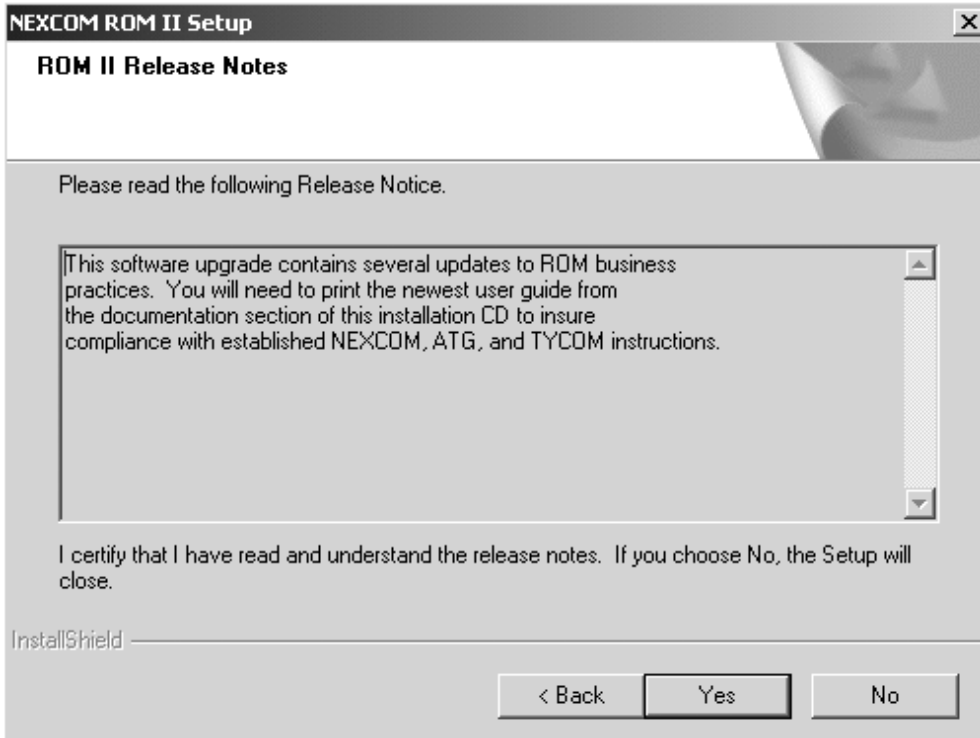 NEXCOM ROM II Setup
ROM II Release Notes
Please read the following Release Notice.
This software upgrade contains several updates to ROM business
practices.  You will need to print the newest user guide from
the documentation section of this installation CD to insure
compliance with established NEXCOM, ATG, and TYCOM instructions.
I certify that I have read and understand the release notes.  If you choose No, the Setup will
close.
InstallShield
< Back
Yes
No